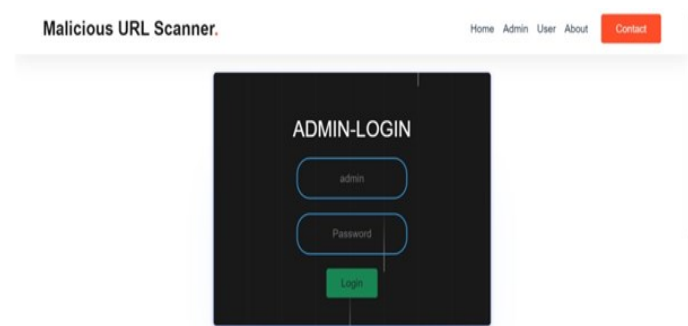 Malicious URL Scanner.
Home Admin User About Contact
ADMIN-LOGIN
admin
Password
Login